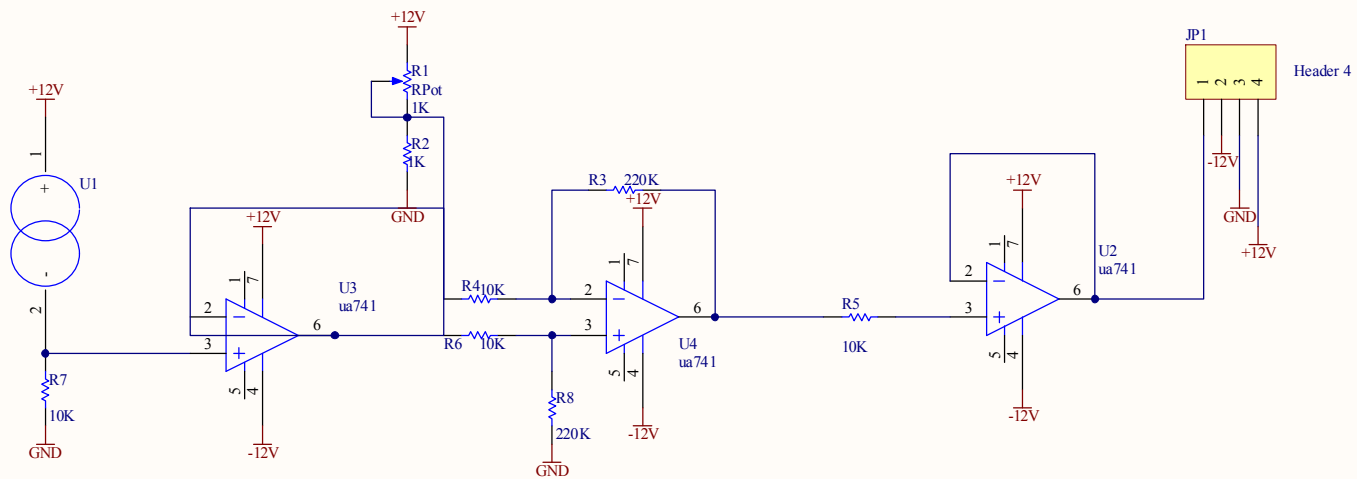 +12V
1
+
U1
-
2
R7
10K
GND
+12V
R1
RPot
1K
R2
1K
GND
+12V
1
7
U3
ua741
2
6
3
5
4
-12V
R3
220K
+12V
R4
10K
1
7
2
6
3
R6
10K
U4
ua741
5
4
-12V
R8
220K
GND
R5
10K
+12V
1
7
U2
ua741
2
6
3
5
4
-12V
JP1
Header 4
1
2
3
4
-12V
GND
+12V